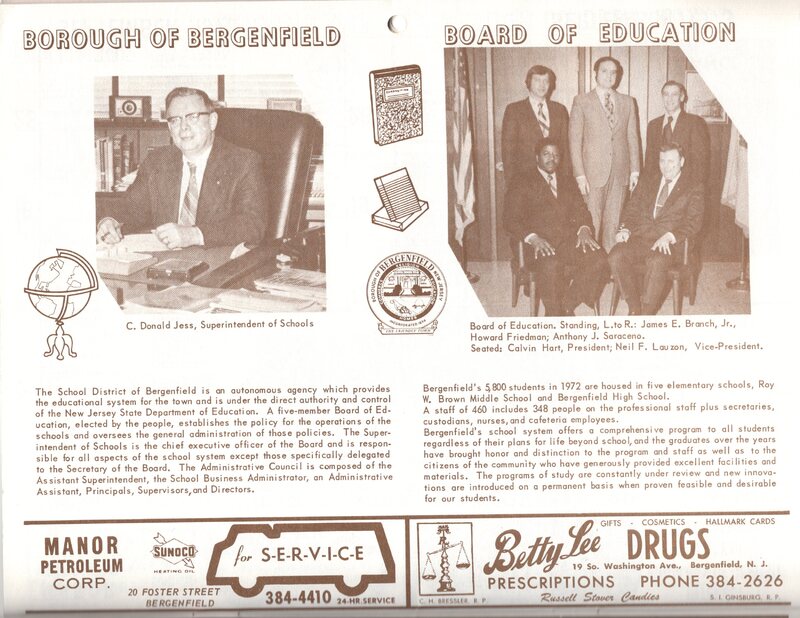 BOROUGH OF BERGENFIELD
C. Donald Jess, Superintendent of Schools
The School District of Bergenfield is an autonomous agency which provides
the educational system for the town and is under the direct authority and control
of the New Jersey State Department of Education. A five-member Board of Ed-
ucation, elected by the people, establishes the policy for the operations of the
schools and oversees the general administration of those policies. The Super-
intendent of Schools is the chief executive officer of the Board and is respon-
sible for all aspects of the school system except those specifically delegated
to the Secretary of the Board. The Administrative Council is composed of the
Assistant Superintendent, the School Business Administrator, an Administrative
Assistant, Principals, Supervisors, and Directors.
BOROUGH OF BERGENFIELD NEW JERSEY
HOMES
INCORPORATED 1894
THE FRIENDLY TOWN
BOARD OF EDUCATION
Board of Education. Standing, L. to R.: James E. Branch, Jr.,
Howard Friedman; Anthony J. Saraceno.
Seated: Calvin Hart, President; Neil F. Lauzon, Vice-President.
Bergenfield's 5,800 students in 1972 are housed in five elementary schools, Roy
W. Brown Middle School and Bergenfield High School.
A staff of 460 includes 348 people on the professional staff plus secretaries,
custodians, nurses, and cafeteria employees.
Bergenfield's school system offers a comprehensive program to all students
regardless of their plans for life beyond school, and the graduates over the years
have brought honor and distinction to the program and staff as well as to the
citizens of the community who have generously provided excellent facilities and
materials. The programs of study are constantly under review and new innova-
tions are introduced on a permanent basis when proven feasible and desirable
for our students.
MANOR
PETROLEUM
CORP.
SUNOCO
HEATING OIL
20 FOSTER STREET
BERGENFIELD
for S-E-R-V-I-C-E
384-4410 24-HR. SERVICE
C. H. BRESSLER, R. P.
GIFTS - COSMETICS - HALLMARK CARDS
Betty Lee DRUGS
19 So. Washington Ave., Bergenfield, N. J.
PRESCRIPTIONS PHONE 384-2626
Russell Stover Candies
S. I. GINSBURG, R. P.